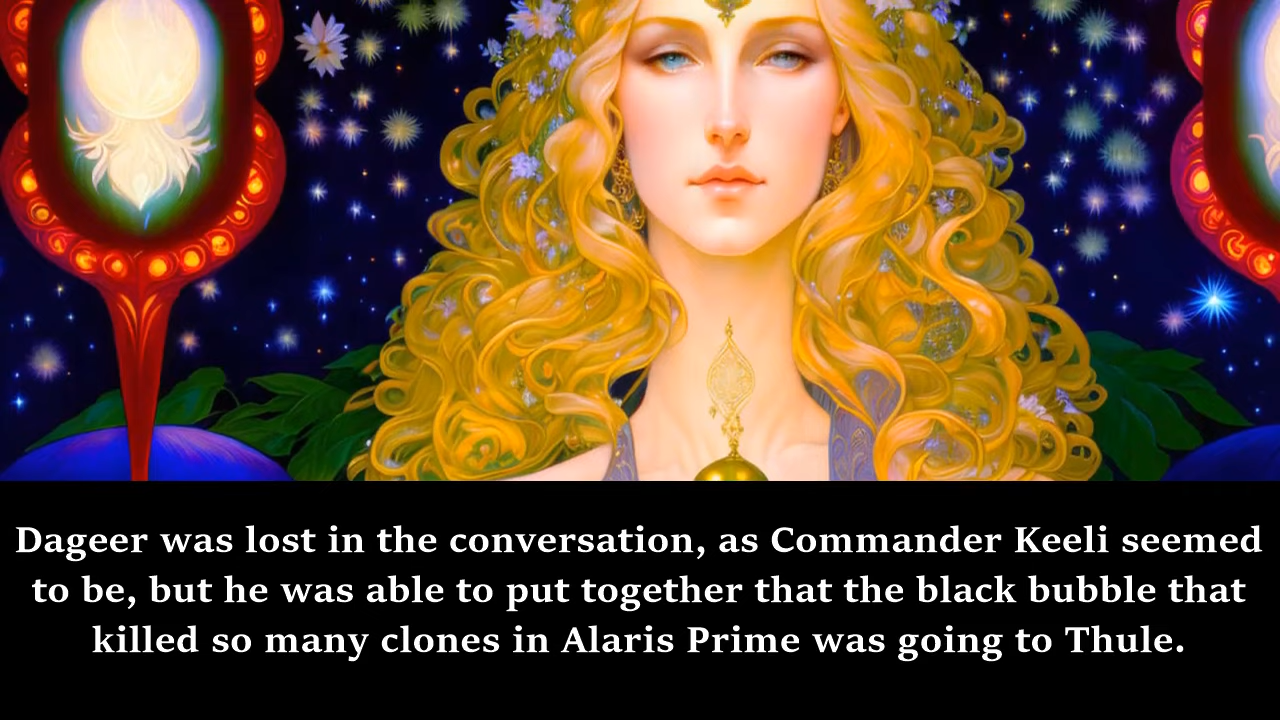 Dageer was lost in the conversation, as Commander Keeli seemed
to be, but he was able to put together that the black bubble that
killed so many clones in Alaris Prime was going to Thule.